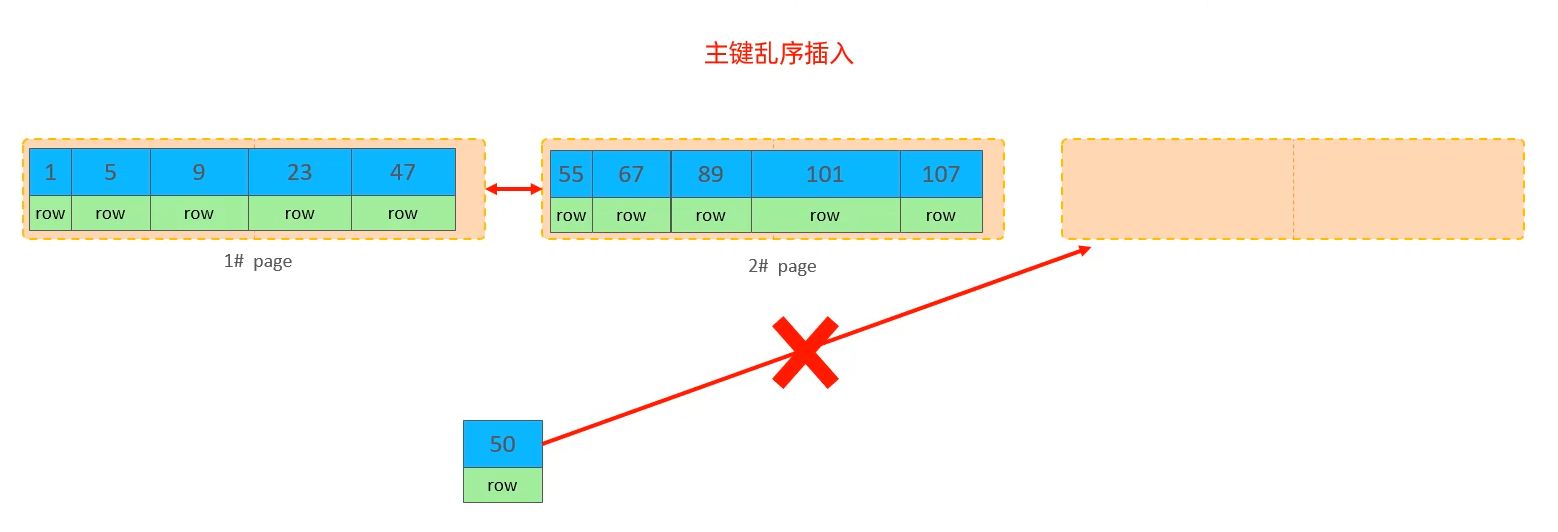 主键乱序插入
1 5 9 23 47
row row row row row
1# page
55 67 89 101 107
row row row row row
2# page
50
row